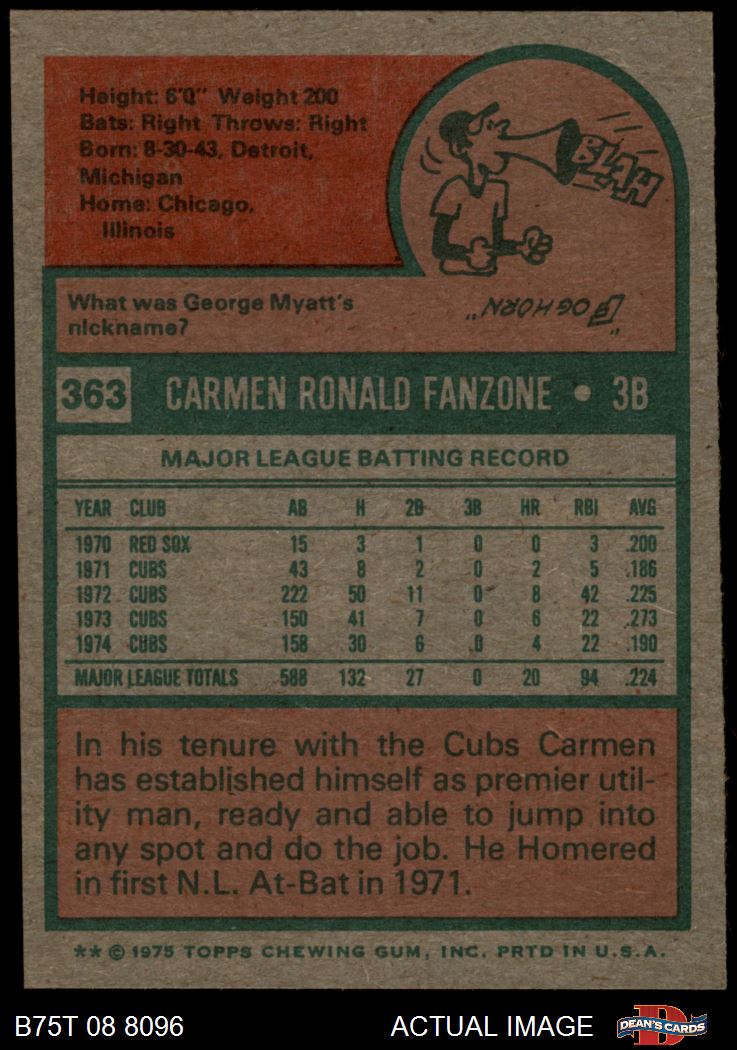 Height: 6'0" Weight 200
Bats: Right Throws: Right
Born: 8-30-43, Detroit,
Michigan
Home: Chicago,
Illinois
BLAH
What was George Myatt's
nickname?
"FOGHORN"
363 CARMEN RONALD FANZONE • 3B
MAJOR LEAGUE BATTING RECORD
YEAR CLUB AB H 2B 3B HR RBI AVG
1970 RED SOX 15 3 1 0 0 3 .200
1971 CUBS 43 8 2 0 2 5 .186
1972 CUBS 222 50 11 0 8 42 .225
1973 CUBS 150 41 7 0 6 22 .273
1974 CUBS 158 30 6 0 4 22 .190
MAJOR LEAGUE TOTALS 588 132 27 0 20 94 .224
In his tenure with the Cubs Carmen
has established himself as premier util-
ity man, ready and able to jump into
any spot and do the job. He Homered
in first N.L. At-Bat in 1971.
** © 1975 TOPPS CHEWING GUM, INC. PRTD IN U.S.A.
B75T 08 8096 ACTUAL IMAGE D DEAN'S CARDS